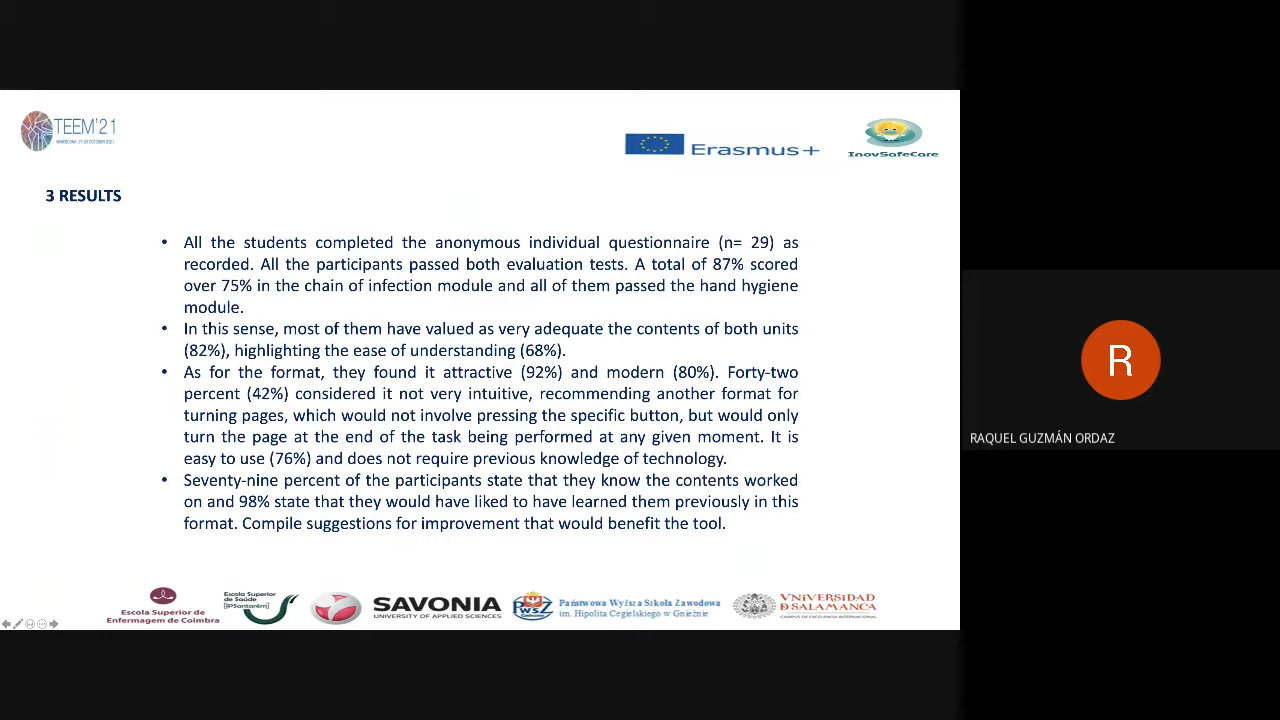 TEEM'21
BARCELONA, 27-29 OCTOBER 2021
Erasmus+
InovSafeCare
3 RESULTS
• All the students completed the anonymous individual questionnaire (n= 29) as
recorded. All the participants passed both evaluation tests. A total of 87% scored
over 75% in the chain of infection module and all of them passed the hand hygiene
module.
• In this sense, most of them have valued as very adequate the contents of both units
(82%), highlighting the ease of understanding (68%).
• As for the format, they found it attractive (92%) and modern (80%). Forty-two
percent (42%) considered it not very intuitive, recommending another format for
turning pages, which would not involve pressing the specific button, but would only
turn the page at the end of the task being performed at any given moment. It is
easy to use (76%) and does not require previous knowledge of technology.
• Seventy-nine percent of the participants state that they know the contents worked
on and 98% state that they would have liked to have learned them previously in this
format. Compile suggestions for improvement that would benefit the tool.
R
RAQUEL GUZMÁN ORDAZ
Escola Superior de
Enfermagem de Coimbra
Escola Superior
de Saúde
[IPSantarém]
SAVONIA
UNIVERSITY OF APPLIED SCIENCES
PWSZ
Gniezno
Państwowa Wyższa Szkoła Zawodowa
im. Hipolita Cegielskiego w Gnieźnie
VNIVERSIDAD
D SALAMANCA
CAMPUS DE EXCELENCIA INTERNACIONAL